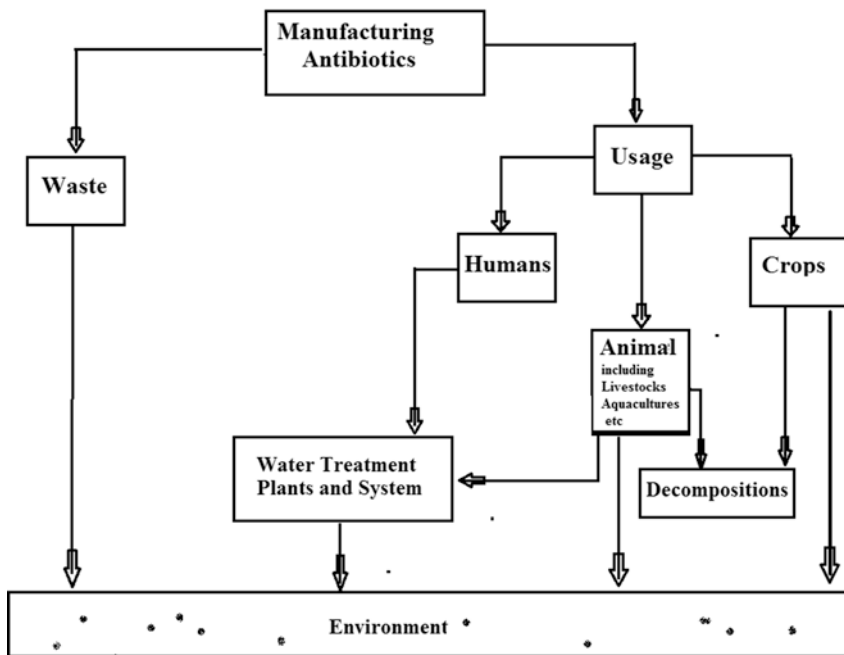 Manufacturing
Antibiotics
Usage
Waste
Humans
Crops
Animal
including
Livestocks
Aquacultures
etc
Water Treatment
Plants and System
Decompositions
Environment